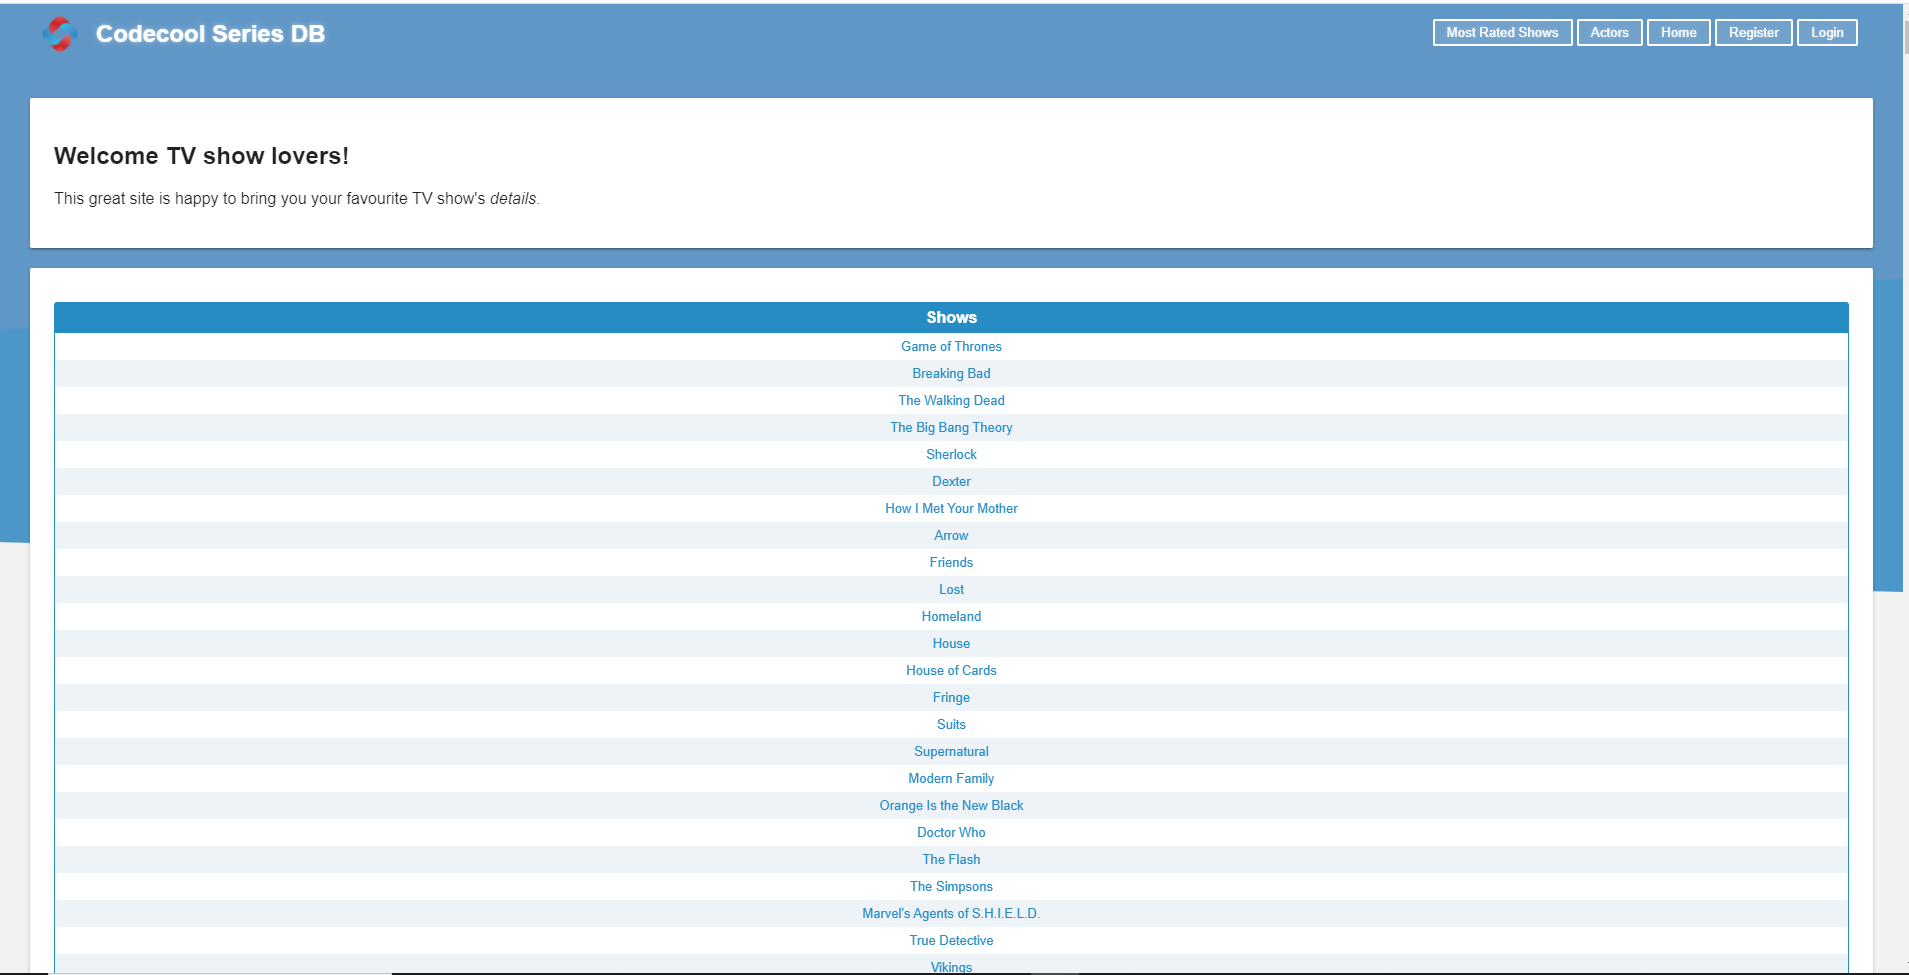 Codecool Series DB
Most Rated Shows Actors Home Register Login
Welcome TV show lovers!
This great site is happy to bring you your favourite TV show's details.
Shows
Game of Thrones
Breaking Bad
The Walking Dead
The Big Bang Theory
Sherlock
Dexter
How I Met Your Mother
Arrow
Friends
Lost
Homeland
House
House of Cards
Fringe
Suits
Supernatural
Modern Family
Orange Is the New Black
Doctor Who
The Flash
The Simpsons
Marvel's Agents of S.H.I.E.L.D.
True Detective
Vikings